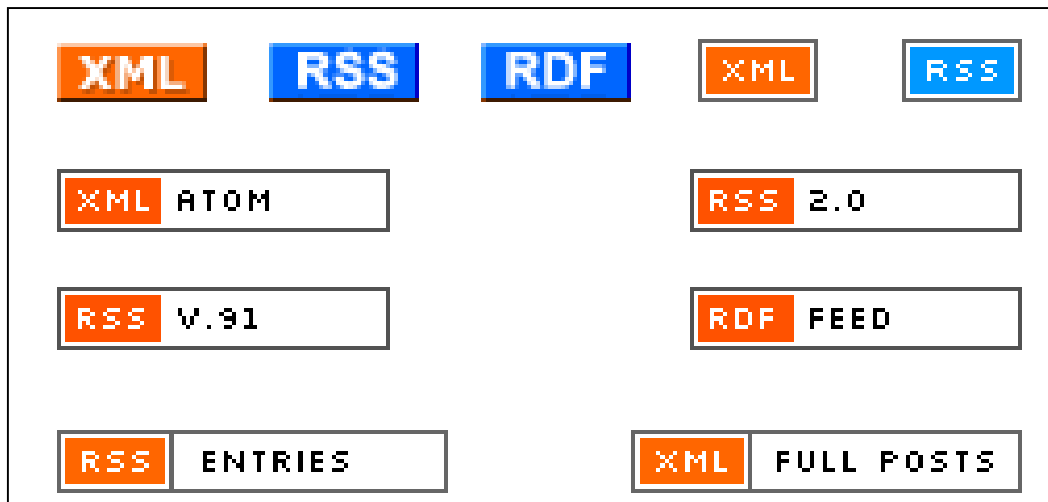 XML RSS RDF XML RSS
XML ATOM RSS 2.0
RSS V.91 RDF FEED
RSS ENTRIES XML FULL POSTS